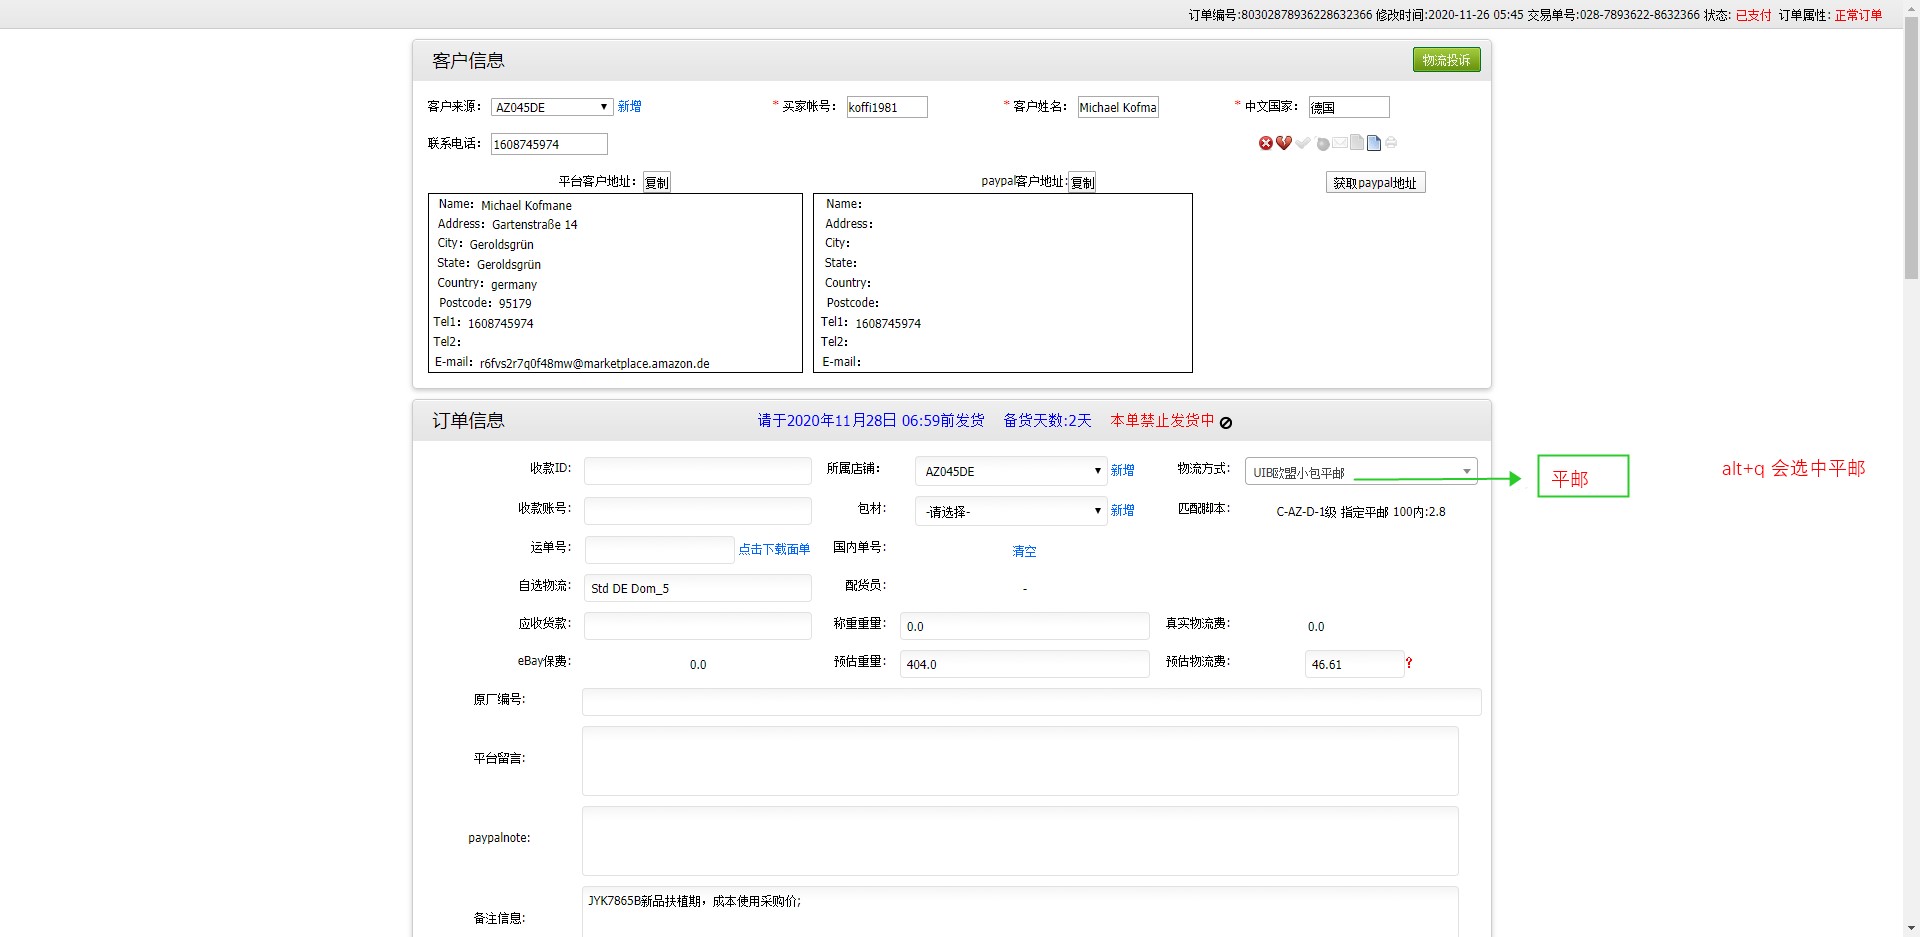 订单编号:80302878936228632366 修改时间:2020-11-26 05:45 交易单号:028-7893622-8632366 状态: 已支付 订单属性: 正常订单
客户信息 物流投诉
客户来源: AZ045DE 新增 * 买家帐号: koffi1981 * 客户姓名: Michael Kofma * 中文国家: 德国
联系电话: 1608745974
平台客户地址: 复制 paypal客户地址: 复制 获取paypal地址
Name: Michael Kofmane
Address: Gartenstraße 14
City: Geroldsgrün
State: Geroldsgrün
Country: germany
Postcode: 95179
Tel1: 1608745974
Tel2:
E-mail: r6fvs2r7q0f48mw@marketplace.amazon.de
Name:
Address:
City:
State:
Country:
Postcode:
Tel1: 1608745974
Tel2:
E-mail:
订单信息 请于2020年11月28日 06:59前发货 备货天数:2天 本单禁止发货中
收款ID: 所属店铺: AZ045DE 新增 物流方式: UIB欧盟小包平邮 平邮 alt+q 会选中平邮
收款账号: 包材: -请选择- 新增 匹配脚本: C-AZ-D-1级 指定平邮 100内:2.8
运单号: 点击下载面单 国内单号: 清空
自选物流: Std DE Dom_5 配货员: -
应收货款: 称重重量: 0.0 真实物流费: 0.0
eBay保费: 0.0 预估重量: 404.0 预估物流费: 46.61 ?
原厂编号:
平台留言:
paypalnote:
备注信息: JYK7865B新品扶植期，成本使用采购价;